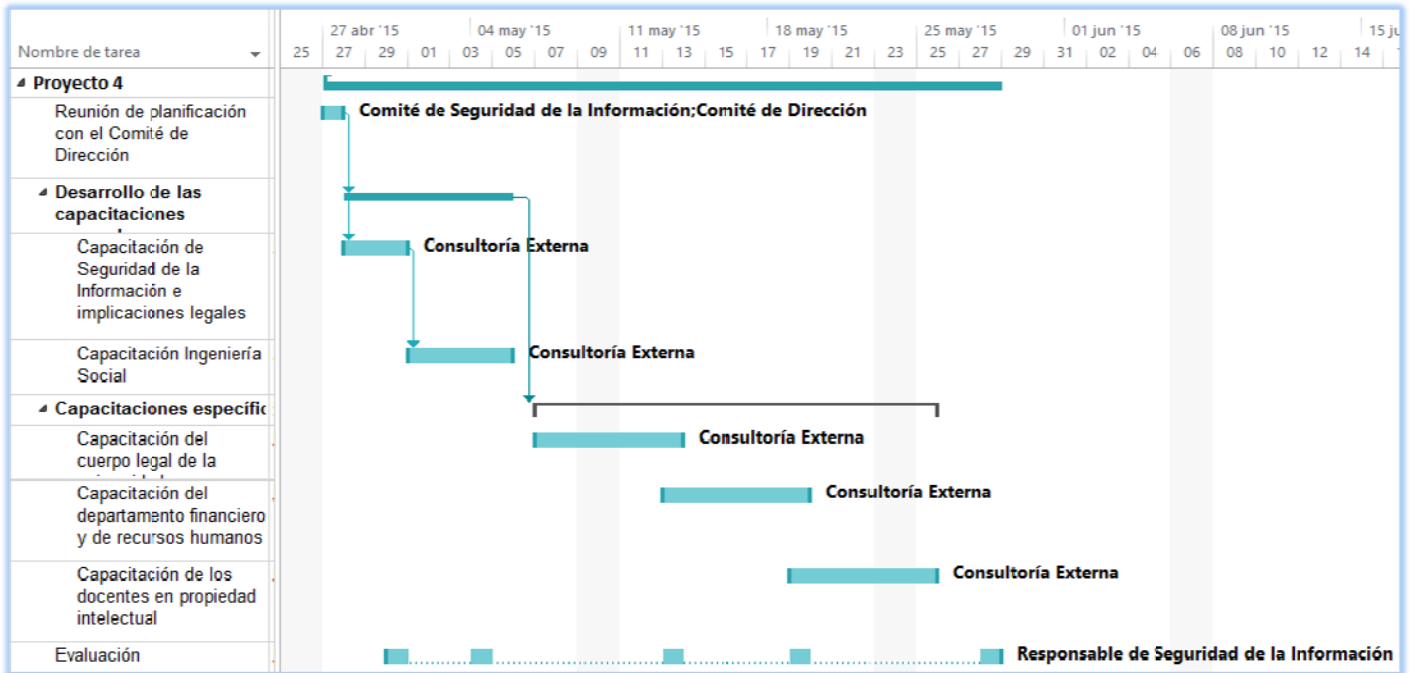 27 abr '15 04 may '15 11 may '15 18 may '15 25 may '15 01 jun '15 08 jun '15 15 ju
Nombre de tarea 25 27 29 01 03 05 07 09 11 13 15 17 19 21 23 25 27 29 31 02 04 06 08 10 12 14
Proyecto 4
Reunión de planificación
con el Comité de
Dirección
Comité de Seguridad de la Información;Comité de Dirección
Desarrollo de las
capacitaciones
Capacitación de
Seguridad de la
Información e
implicaciones legales
Consultoría Externa
Capacitación Ingeniería
Social
Consultoría Externa
Capacitaciones específic
Capacitación del
cuerpo legal de la
Consultoría Externa
Capacitación del
departamento financiero
y de recursos humanos
Consultoría Externa
Capacitación de los
docentes en propiedad
intelectual
Consultoría Externa
Evaluación
Responsable de Seguridad de la Información